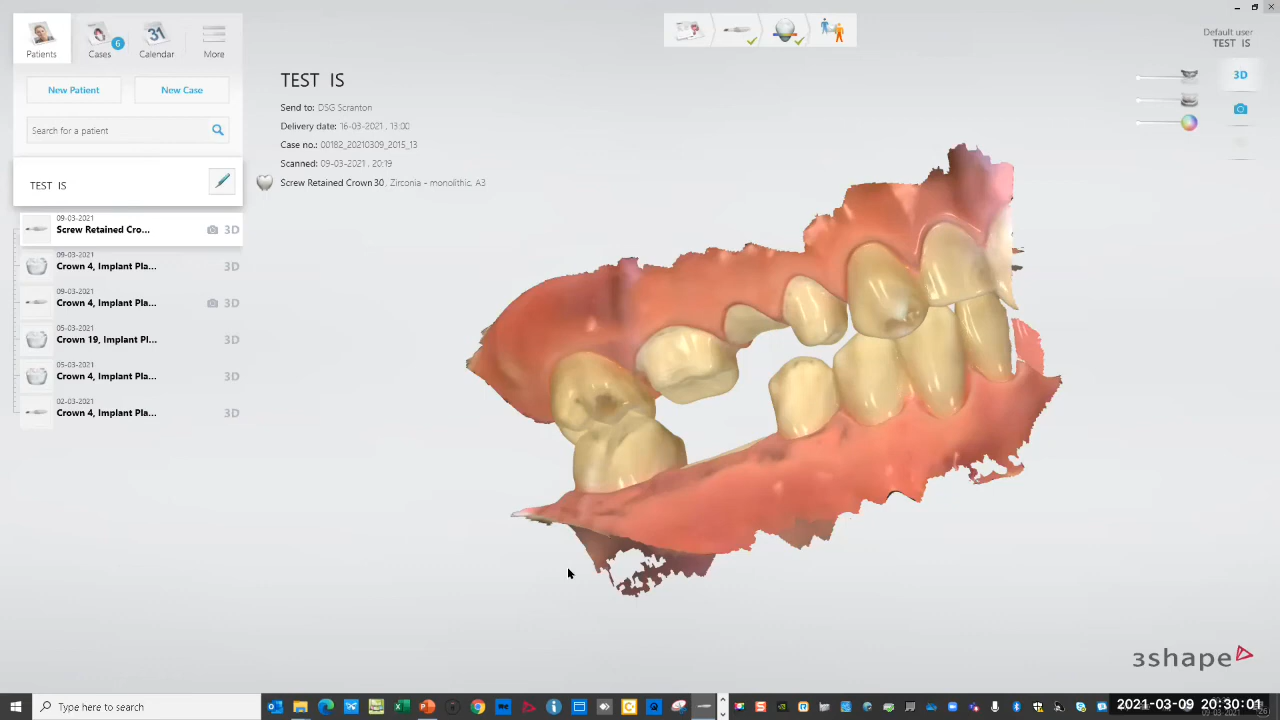 Patients
Cases
6
31
Calendar
More
New Patient
New Case
Search for a patient
TEST IS
09-03-2021
Screw Retained Cro...
3D
09-03-2021
Crown 4, Implant Pla...
3D
09-03-2021
Crown 4, Implant Pla...
3D
05-03-2021
Crown 19, Implant Pl...
3D
05-03-2021
Crown 4, Implant Pla...
3D
02-03-2021
Crown 4, Implant Pla...
3D
TEST IS
Send to: DSG Scranton
Delivery date: 16-03-2021 , 13:00
Case no.: 00182_20210309_2015_13
Scanned: 09-03-2021 , 20:19
Screw Retained Crown 30 , Zirconia - monolithic, A3
Default user
TEST IS
3D
3shape
Type here to search
2021-03-09 20:30:01